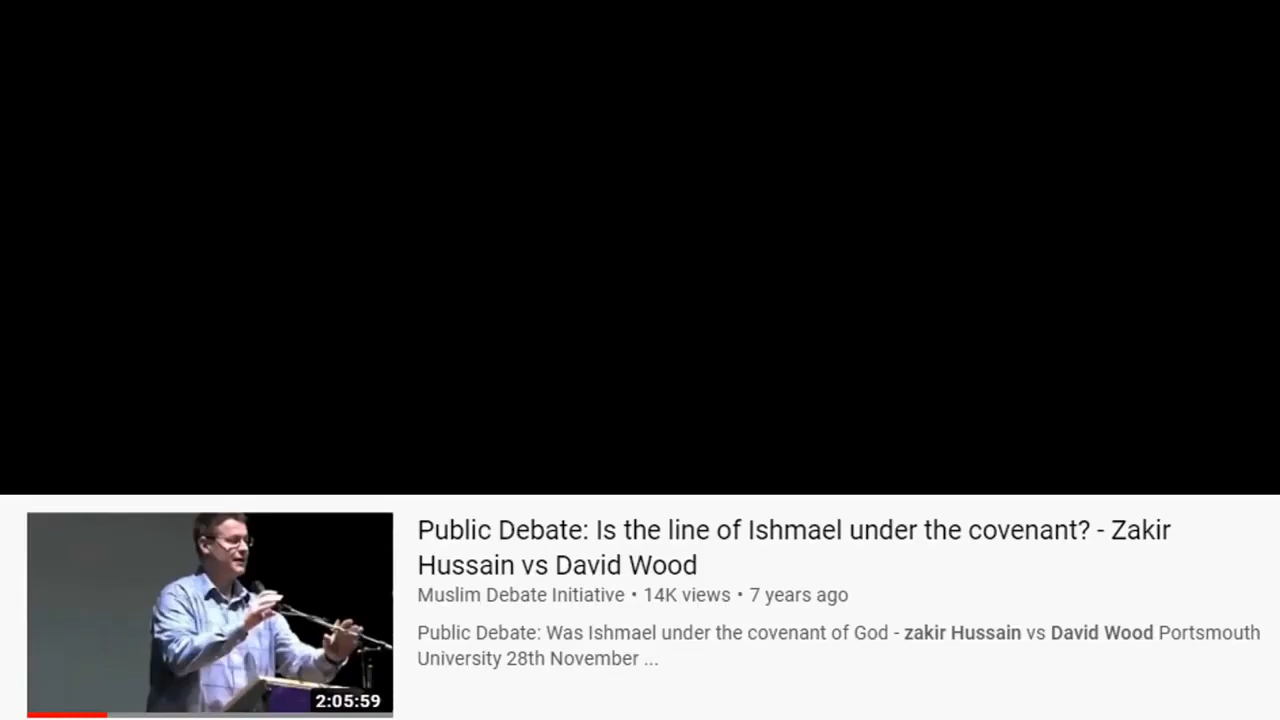 Public Debate: Is the line of Ishmael under the covenant? - Zakir
Hussain vs David Wood
Muslim Debate Initiative • 14K views • 7 years ago
Public Debate: Was Ishmael under the covenant of God - zakir Hussain vs David Wood Portsmouth
University 28th November ...
2:05:59